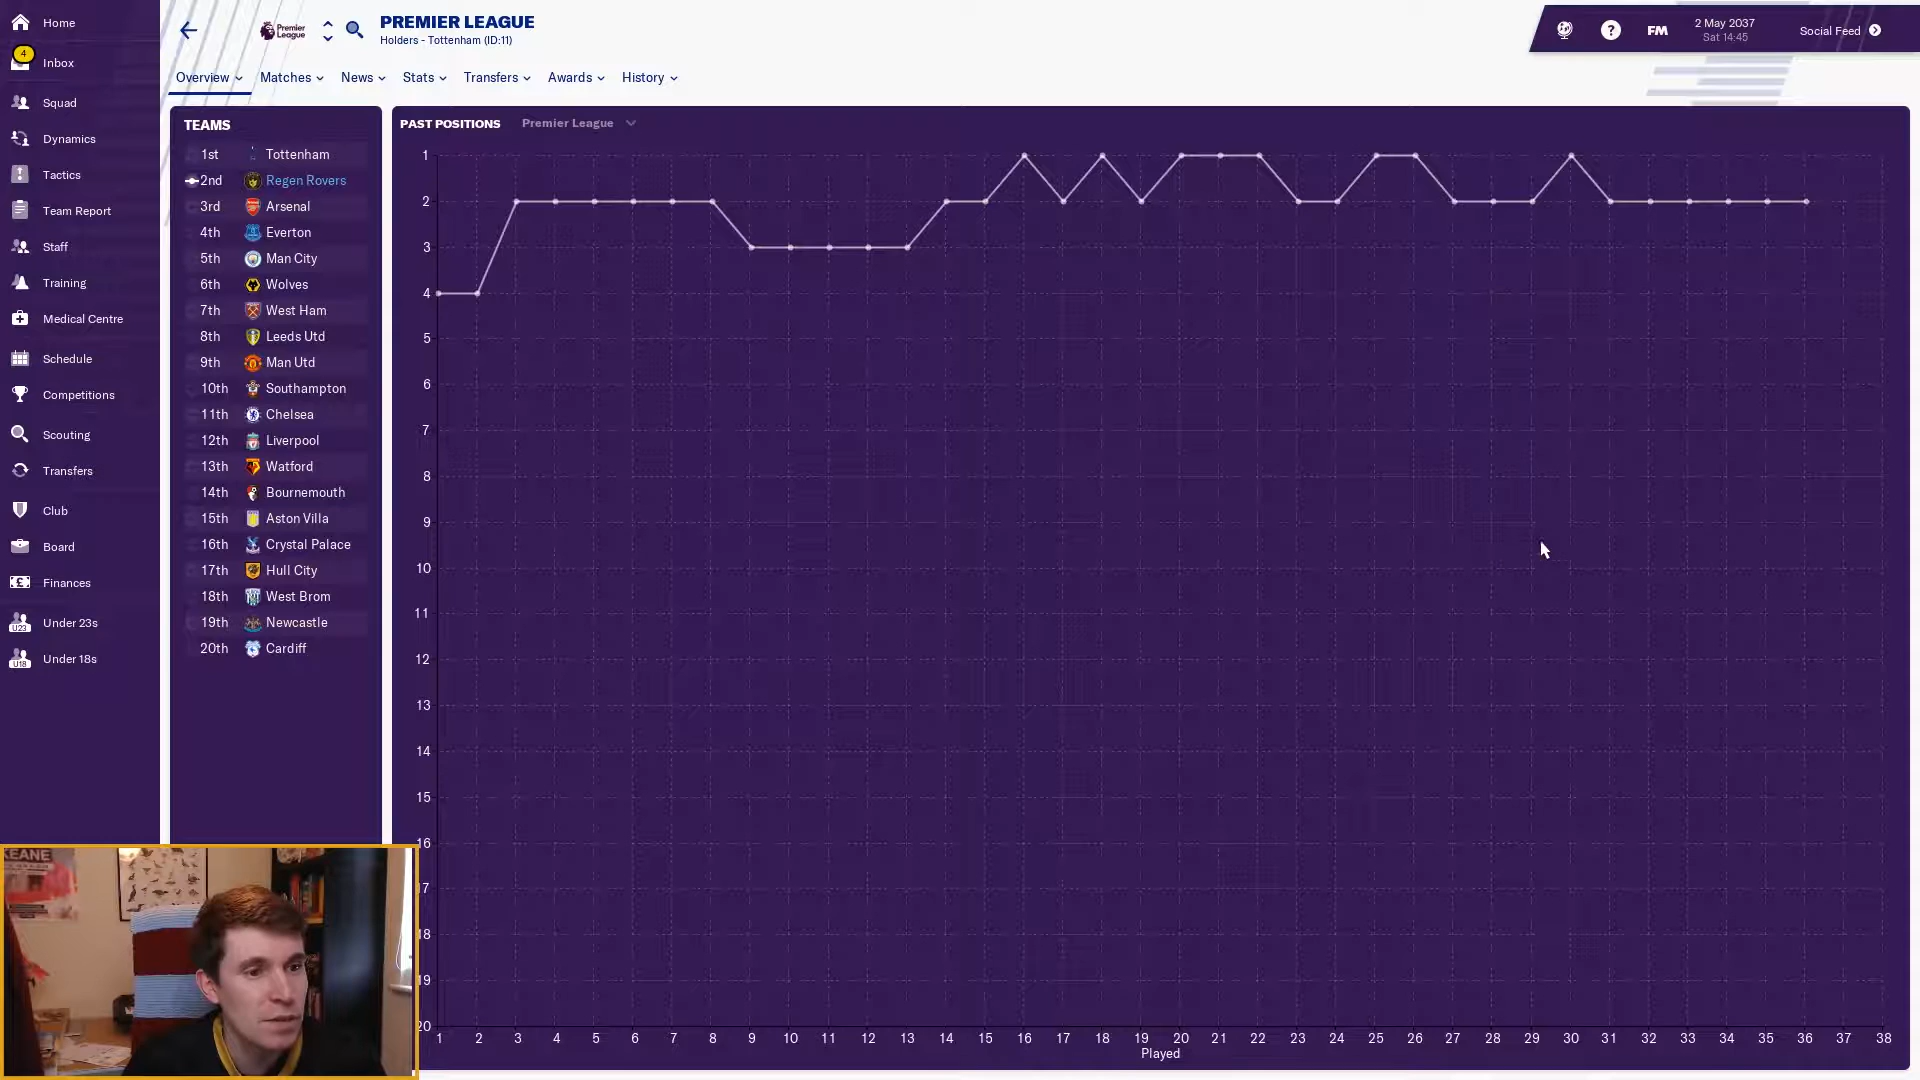 Home
4
Inbox
Squad
Dynamics
Tactics
Team Report
Staff
Training
Medical Centre
Schedule
Competitions
Scouting
Transfers
Club
Board
Finances
U23
Under 23s
U18
Under 18s
Premier League
PREMIER LEAGUE
Holders - Tottenham (ID:11)
FM
2 May 2037
Sat 14:45
Social Feed
Overview
Matches
News
Stats
Transfers
Awards
History
TEAMS
1st Tottenham
2nd Regen Rovers
3rd Arsenal
4th Everton
5th Man City
6th Wolves
7th West Ham
8th Leeds Utd
9th Man Utd
10th Southampton
11th Chelsea
12th Liverpool
13th Watford
14th Bournemouth
15th Aston Villa
16th Crystal Palace
17th Hull City
18th West Brom
19th Newcastle
20th Cardiff
PAST POSITIONS Premier League
1
2
3
4
5
6
7
8
9
10
11
12
13
14
15
16
17
18
19
20
1 2 3 4 5 6 7 8 9 10 11 12 13 14 15 16 17 18 19 20 21 22 23 24 25 26 27 28 29 30 31 32 33 34 35 36 37 38
Played
KEANE